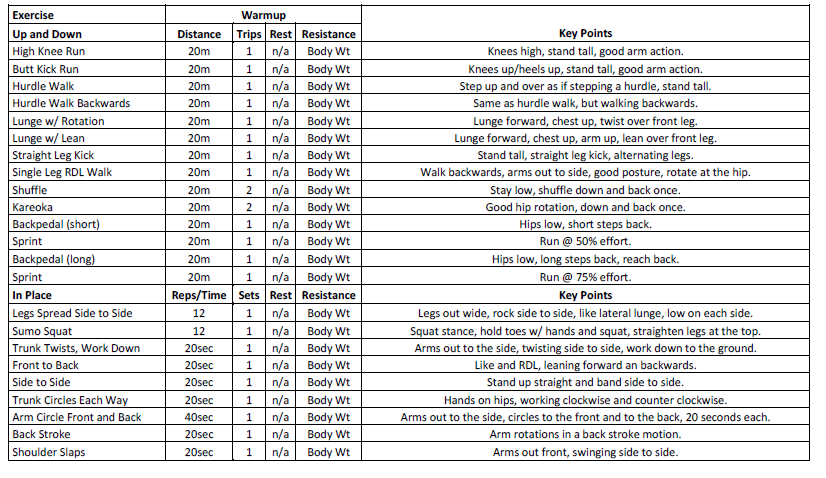 Exercise Warmup
Up and Down Distance Trips Rest Resistance Key Points
High Knee Run 20m 1 n/a Body Wt Knees high, stand tall, good arm action.
Butt Kick Run 20m 1 n/a Body Wt Knees up/heels up, stand tall, good arm action.
Hurdle Walk 20m 1 n/a Body Wt Step up and over as if stepping a hurdle, stand tall.
Hurdle Walk Backwards 20m 1 n/a Body Wt Same as hurdle walk, but walking backwards.
Lunge w/ Rotation 20m 1 n/a Body Wt Lunge forward, chest up, twist over front leg.
Lunge w/ Lean 20m 1 n/a Body Wt Lunge forward, chest up, arm up, lean over front leg.
Straight Leg Kick 20m 1 n/a Body Wt Stand tall, straight leg kick, alternating legs.
Single Leg RDL Walk 20m 1 n/a Body Wt Walk backwards, arms out to side, good posture, rotate at the hip.
Shuffle 20m 2 n/a Body Wt Stay low, shuffle down and back once.
Kareoka 20m 2 n/a Body Wt Good hip rotation, down and back once.
Backpedal (short) 20m 1 n/a Body Wt Hips low, short steps back.
Sprint 20m 1 n/a Body Wt Run @ 50% effort.
Backpedal (long) 20m 1 n/a Body Wt Hips low, long steps back, reach back.
Sprint 20m 1 n/a Body Wt Run @ 75% effort.
In Place Reps/Time Sets Rest Resistance Key Points
Legs Spread Side to Side 12 1 n/a Body Wt Legs out wide, rock side to side, like lateral lunge, low on each side.
Sumo Squat 12 1 n/a Body Wt Squat stance, hold toes w/ hands and squat, straighten legs at the top.
Trunk Twists, Work Down 20sec 1 n/a Body Wt Arms out to the side, twisting side to side, work down to the ground.
Front to Back 20sec 1 n/a Body Wt Like and RDL, leaning forward an backwards.
Side to Side 20sec 1 n/a Body Wt Stand up straight and band side to side.
Trunk Circles Each Way 20sec 1 n/a Body Wt Hands on hips, working clockwise and counter clockwise.
Arm Circle Front and Back 40sec 1 n/a Body Wt Arms out to the side, circles to the front and to the back, 20 seconds each.
Back Stroke 20sec 1 n/a Body Wt Arm rotations in a back stroke motion.
Shoulder Slaps 20sec 1 n/a Body Wt Arms out front, swinging side to side.